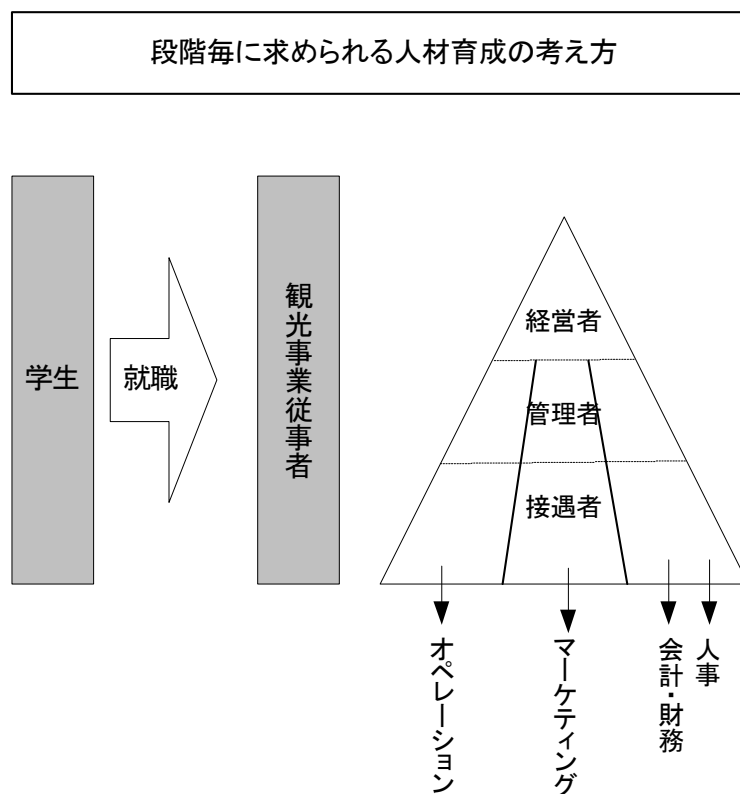 段階毎に求められる人材育成の考え方
学生
就職
観光事業従事者
経営者
管理者
接遇者
オペレーション
マーケティング
会計・財務
人事